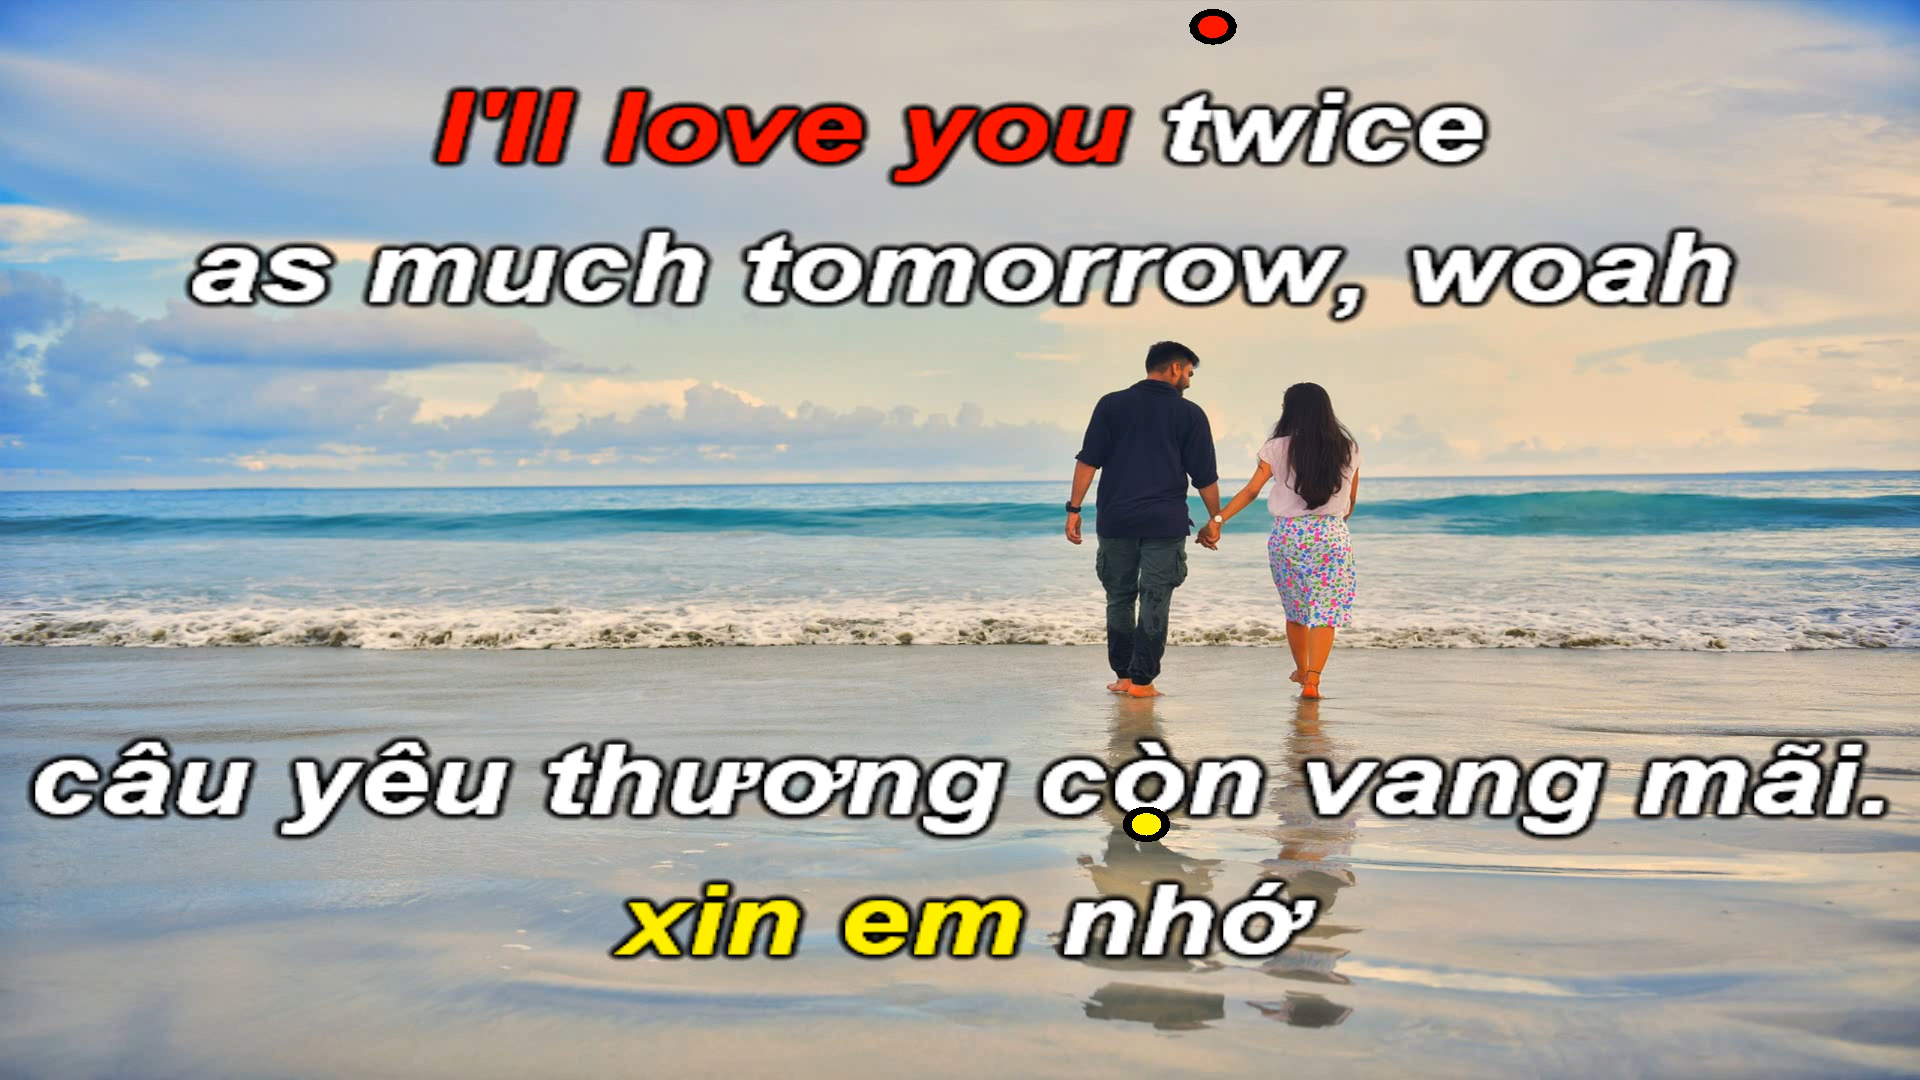 I'll love you twice
as much tomorrow, woah
câu yêu thương còn vang mãi.
xin em nhớ